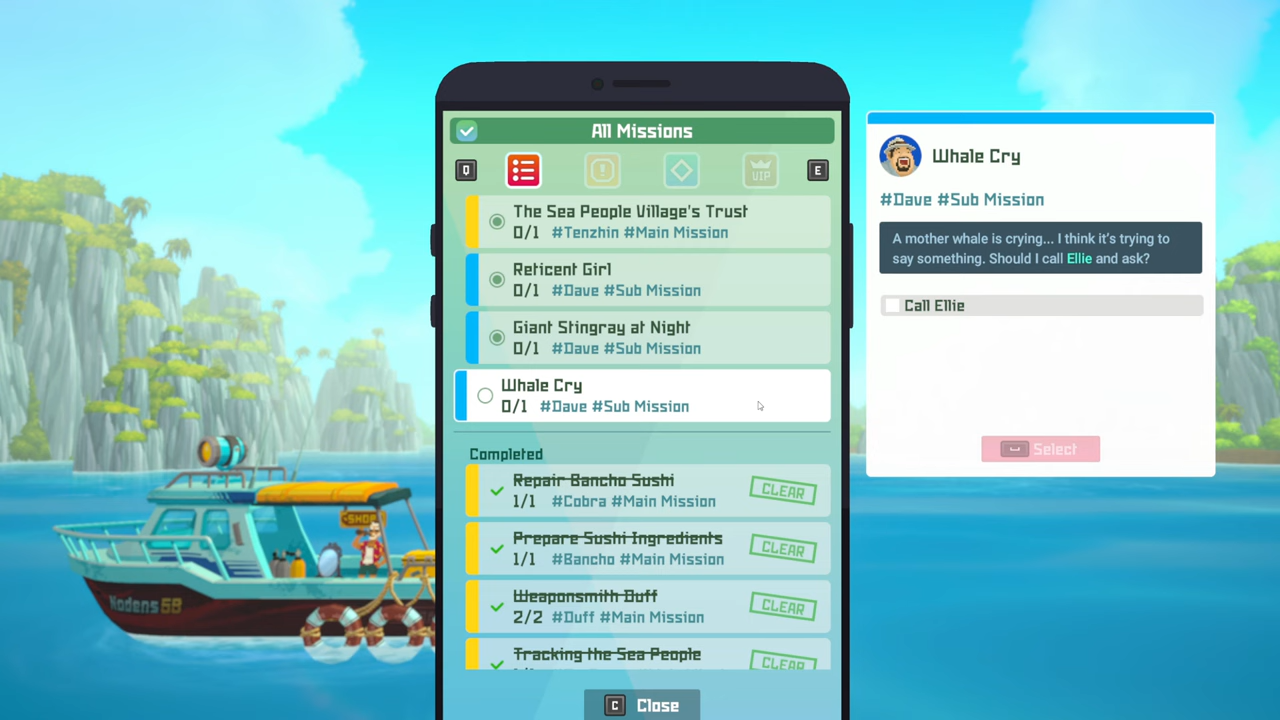 All Missions
Q
VIP
E
The Sea People Village's Trust
0/1 #Tenzhin #Main Mission
Reticent Girl
0/1 #Dave #Sub Mission
Giant Stingray at Night
0/1 #Dave #Sub Mission
Whale Cry
0/1 #Dave #Sub Mission
Completed
Repair Bancho Sushi
1/1 #Cobra #Main Mission
CLEAR
Prepare Sushi Ingredients
1/1 #Bancho #Main Mission
CLEAR
Weaponsmith Duff
2/2 #Duff #Main Mission
CLEAR
Tracking the Sea People
CLEAR
C Close
Whale Cry
#Dave #Sub Mission
A mother whale is crying... I think it's trying to
say something. Should I call Ellie and ask?
Call Ellie
Select
SHOP
Nodens68